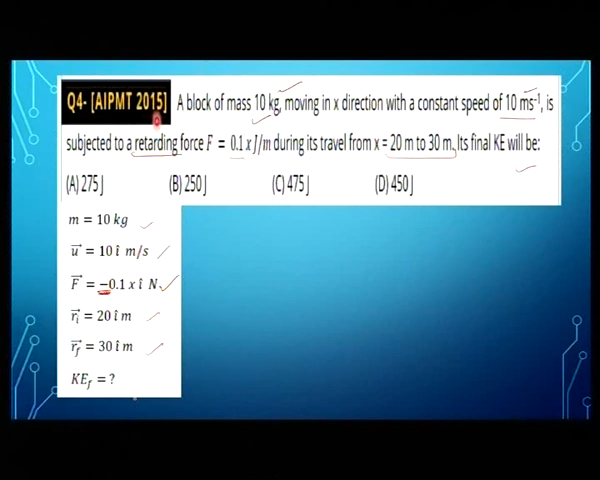 Q4- [AIPMT 2015] A block of mass 10 kg, moving in x direction with a constant speed of 10 ms⁻¹, is
subjected to a retarding force F = 0.1 x J/m during its travel from x = 20 m to 30 m. Its final KE will be:
(A) 275 J (B) 250 J (C) 475 J (D) 450 J
m = 10 kg
u⃗ = 10 î m/s
F⃗ = −0.1 x î N
r⃗ᵢ = 20 î m
r⃗_f = 30 î m
KE_f = ?